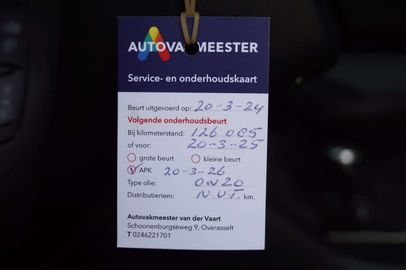 AUTOVAKMEESTER
Service- en onderhoudskaart
Beurt uitgevoerd op: 20-3-24
Volgende onderhoudsbeurt
Bij kilometerstand: 126 085
of voor: 20-3-25
grote beurt kleine beurt
APK 20-3-26
Type olie: OW20
Distributieriem: N.V.T. km.
Autovakmeester van der Vaart
Schoonenburgseweg 9, Overasselt
T 0246221701